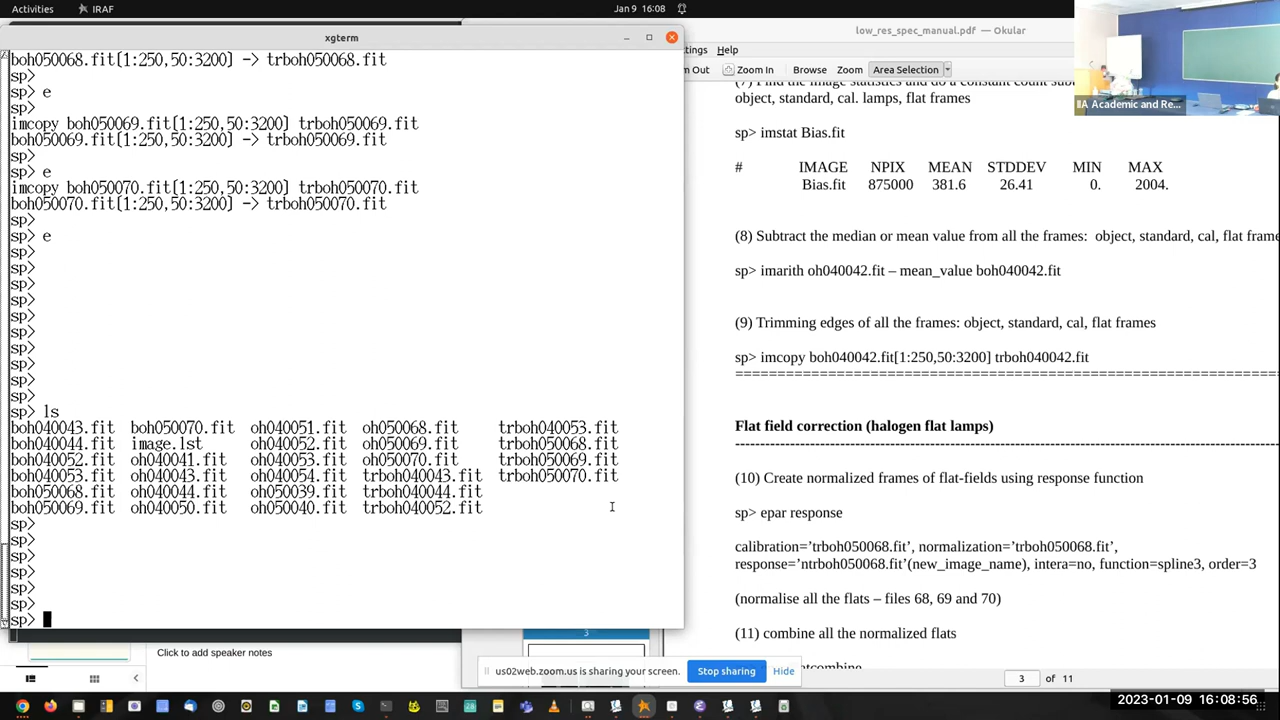 Activities IRAF Jan 9 16:08
xgterm
boh050068.fit[1:250,50:3200] -> trboh050068.fit
sp>
sp> e
sp>
imcopy boh050069.fit[1:250,50:3200] trboh050069.fit
boh050069.fit[1:250,50:3200] -> trboh050069.fit
sp>
sp> e
imcopy boh050070.fit[1:250,50:3200] trboh050070.fit
boh050070.fit[1:250,50:3200] -> trboh050070.fit
sp>
sp> e
sp>
sp>
sp>
sp>
sp>
sp>
sp>
sp>
sp>
sp>
sp> ls
boh040043.fit boh050070.fit oh040051.fit oh050068.fit trboh040053.fit
boh040044.fit image.lst oh040052.fit oh050069.fit trboh050068.fit
boh040052.fit oh040041.fit oh040053.fit oh050070.fit trboh050069.fit
boh040053.fit oh040043.fit oh040054.fit trboh040043.fit trboh050070.fit
boh050068.fit oh040044.fit oh050039.fit trboh040044.fit
boh050069.fit oh040050.fit oh050040.fit trboh040052.fit
sp>
sp>
sp>
sp>
sp>
sp>
sp>
low_res_spec_manual.pdf — Okular
ttings Help
m Out Zoom In Browse Zoom Area Selection
object, standard, cal. lamps, flat frames
sp> imstat Bias.fit
# IMAGE NPIX MEAN STDDEV MIN MAX
Bias.fit 875000 381.6 26.41 0. 2004.
(8) Subtract the median or mean value from all the frames: object, standard, cal, flat frame
sp> imarith oh040042.fit – mean_value boh040042.fit
(9) Trimming edges of all the frames: object, standard, cal, flat frames
sp> imcopy boh040042.fit[1:250,50:3200] trboh040042.fit
Flat field correction (halogen flat lamps)
(10) Create normalized frames of flat-fields using response function
sp> epar response
calibration=’trboh050068.fit’, normalization=’trboh050068.fit’,
response=’ntrboh050068.fit’(new_image_name), intera=no, function=spline3, order=3
(normalise all the flats – files 68, 69 and 70)
(11) combine all the normalized flats
3 of 11
IIA Academic and Re...
3
Click to add speaker notes
us02web.zoom.us is sharing your screen. Stop sharing Hide
2023-01-09 16:08:56